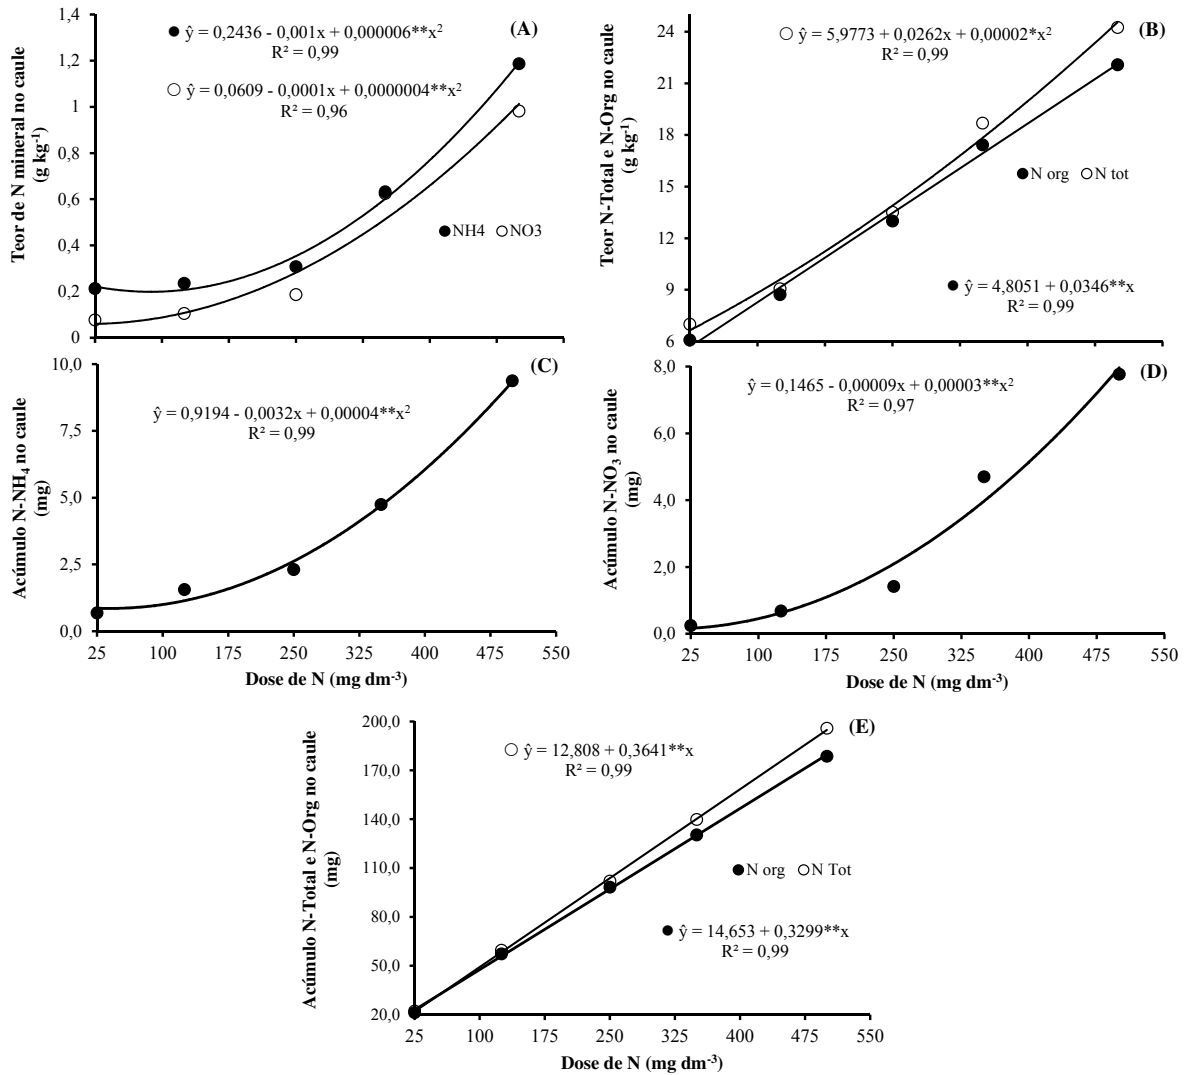 Teor de N mineral no caule
(g kg⁻¹)
1,4
1,2
1
0,8
0,6
0,4
0,2
0
ŷ = 0,2436 - 0,001x + 0,000006**x²
R² = 0,99
ŷ = 0,0609 - 0,0001x + 0,0000004**x²
R² = 0,96
(A)
NH4 NO3
Teor N-Total e N-Org no caule
(g kg⁻¹)
24
21
18
15
12
9
6
ŷ = 5,9773 + 0,0262x + 0,00002*x²
R² = 0,99
(B)
N org N tot
ŷ = 4,8051 + 0,0346**x
R² = 0,99
Acúmulo N-NH₄ no caule
(mg)
10,0
7,5
5,0
2,5
0,0
(C)
ŷ = 0,9194 - 0,0032x + 0,00004**x²
R² = 0,99
25 100 175 250 325 400 475 550
Dose de N (mg dm⁻³)
Acúmulo N-NO₃ no caule
(mg)
8,0
6,0
4,0
2,0
0,0
(D)
ŷ = 0,1465 - 0,00009x + 0,00003**x²
R² = 0,97
25 100 175 250 325 400 475 550
Dose de N (mg dm⁻³)
Acúmulo N-Total e N-Org no caule
(mg)
200,0
170,0
140,0
110,0
80,0
50,0
20,0
(E)
ŷ = 12,808 + 0,3641**x
R² = 0,99
N org N Tot
ŷ = 14,653 + 0,3299**x
R² = 0,99
25 100 175 250 325 400 475 550
Dose de N (mg dm⁻³)